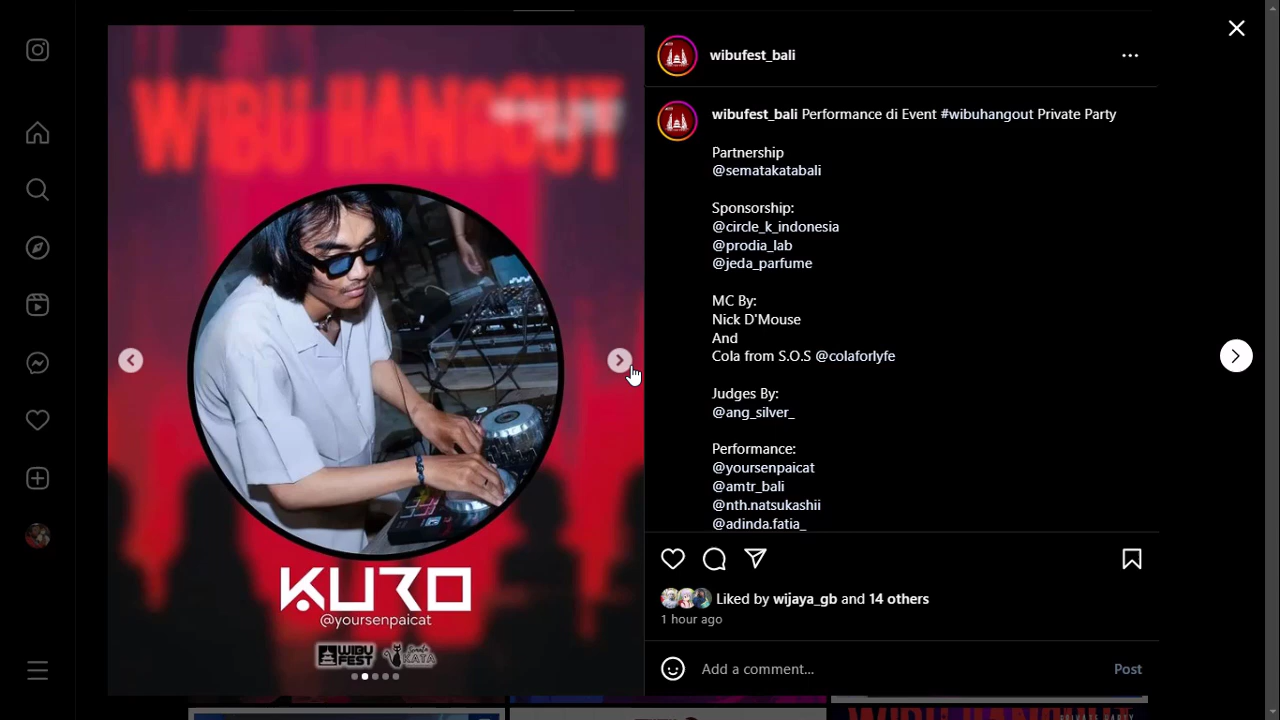 WIBU HANGOUT
KURO
@yoursenpaicat
WIBU
FEST
Semata
KATA
wibufest_bali
wibufest_bali Performance di Event #wibuhangout Private Party
Partnership
@sematakatabali
Sponsorship:
@circle_k_indonesia
@prodia_lab
@jeda_parfume
MC By:
Nick D'Mouse
And
Cola from S.O.S @colaforlyfe
Judges By:
@ang_silver_
Performance:
@yoursenpaicat
@amtr_bali
@nth.natsukashii
@adinda.fatia_
Liked by wijaya_gb and 14 others
1 hour ago
Add a comment...
Post